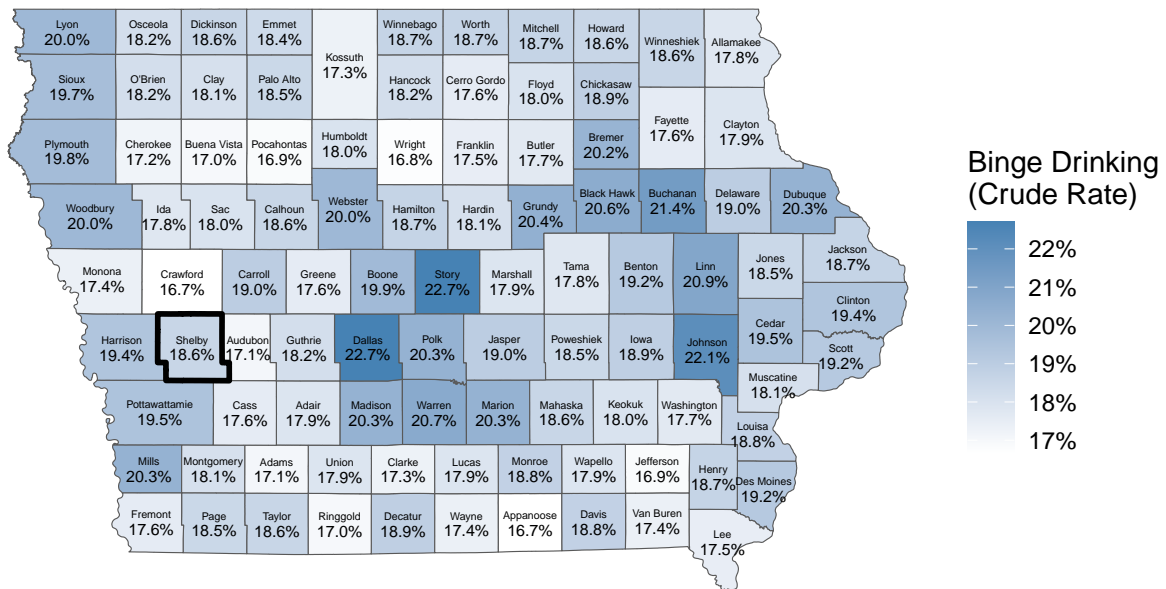 Lyon
20.0%
Osceola
18.2%
Dickinson
18.6%
Emmet
18.4%
Kossuth
17.3%
Winnebago
18.7%
Worth
18.7%
Mitchell
18.7%
Howard
18.6%
Winneshiek
18.6%
Allamakee
17.8%
Sioux
19.7%
O'Brien
18.2%
Clay
18.1%
Palo Alto
18.5%
Hancock
18.2%
Cerro Gordo
17.6%
Floyd
18.0%
Chickasaw
18.9%
Fayette
17.6%
Clayton
17.9%
Plymouth
19.8%
Cherokee
17.2%
Buena Vista
17.0%
Pocahontas
16.9%
Humboldt
18.0%
Wright
16.8%
Franklin
17.5%
Butler
17.7%
Bremer
20.2%
Woodbury
20.0%
Ida
17.8%
Sac
18.0%
Calhoun
18.6%
Webster
20.0%
Hamilton
18.7%
Hardin
18.1%
Grundy
20.4%
Black Hawk
20.6%
Buchanan
21.4%
Delaware
19.0%
Dubuque
20.3%
Monona
17.4%
Crawford
16.7%
Carroll
19.0%
Greene
17.6%
Boone
19.9%
Story
22.7%
Marshall
17.9%
Tama
17.8%
Benton
19.2%
Linn
20.9%
Jones
18.5%
Jackson
18.7%
Clinton
19.4%
Harrison
19.4%
Shelby
18.6%
Audubon
17.1%
Guthrie
18.2%
Dallas
22.7%
Polk
20.3%
Jasper
19.0%
Poweshiek
18.5%
Iowa
18.9%
Johnson
22.1%
Cedar
19.5%
Scott
19.2%
Muscatine
18.1%
Pottawattamie
19.5%
Cass
17.6%
Adair
17.9%
Madison
20.3%
Warren
20.7%
Marion
20.3%
Mahaska
18.6%
Keokuk
18.0%
Washington
17.7%
Louisa
18.8%
Mills
20.3%
Montgomery
18.1%
Adams
17.1%
Union
17.9%
Clarke
17.3%
Lucas
17.9%
Monroe
18.8%
Wapello
17.9%
Jefferson
16.9%
Henry
18.7%
Des Moines
19.2%
Fremont
17.6%
Page
18.5%
Taylor
18.6%
Ringgold
17.0%
Decatur
18.9%
Wayne
17.4%
Appanoose
16.7%
Davis
18.8%
Van Buren
17.4%
Lee
17.5%
Binge Drinking
(Crude Rate)
22%
21%
20%
19%
18%
17%